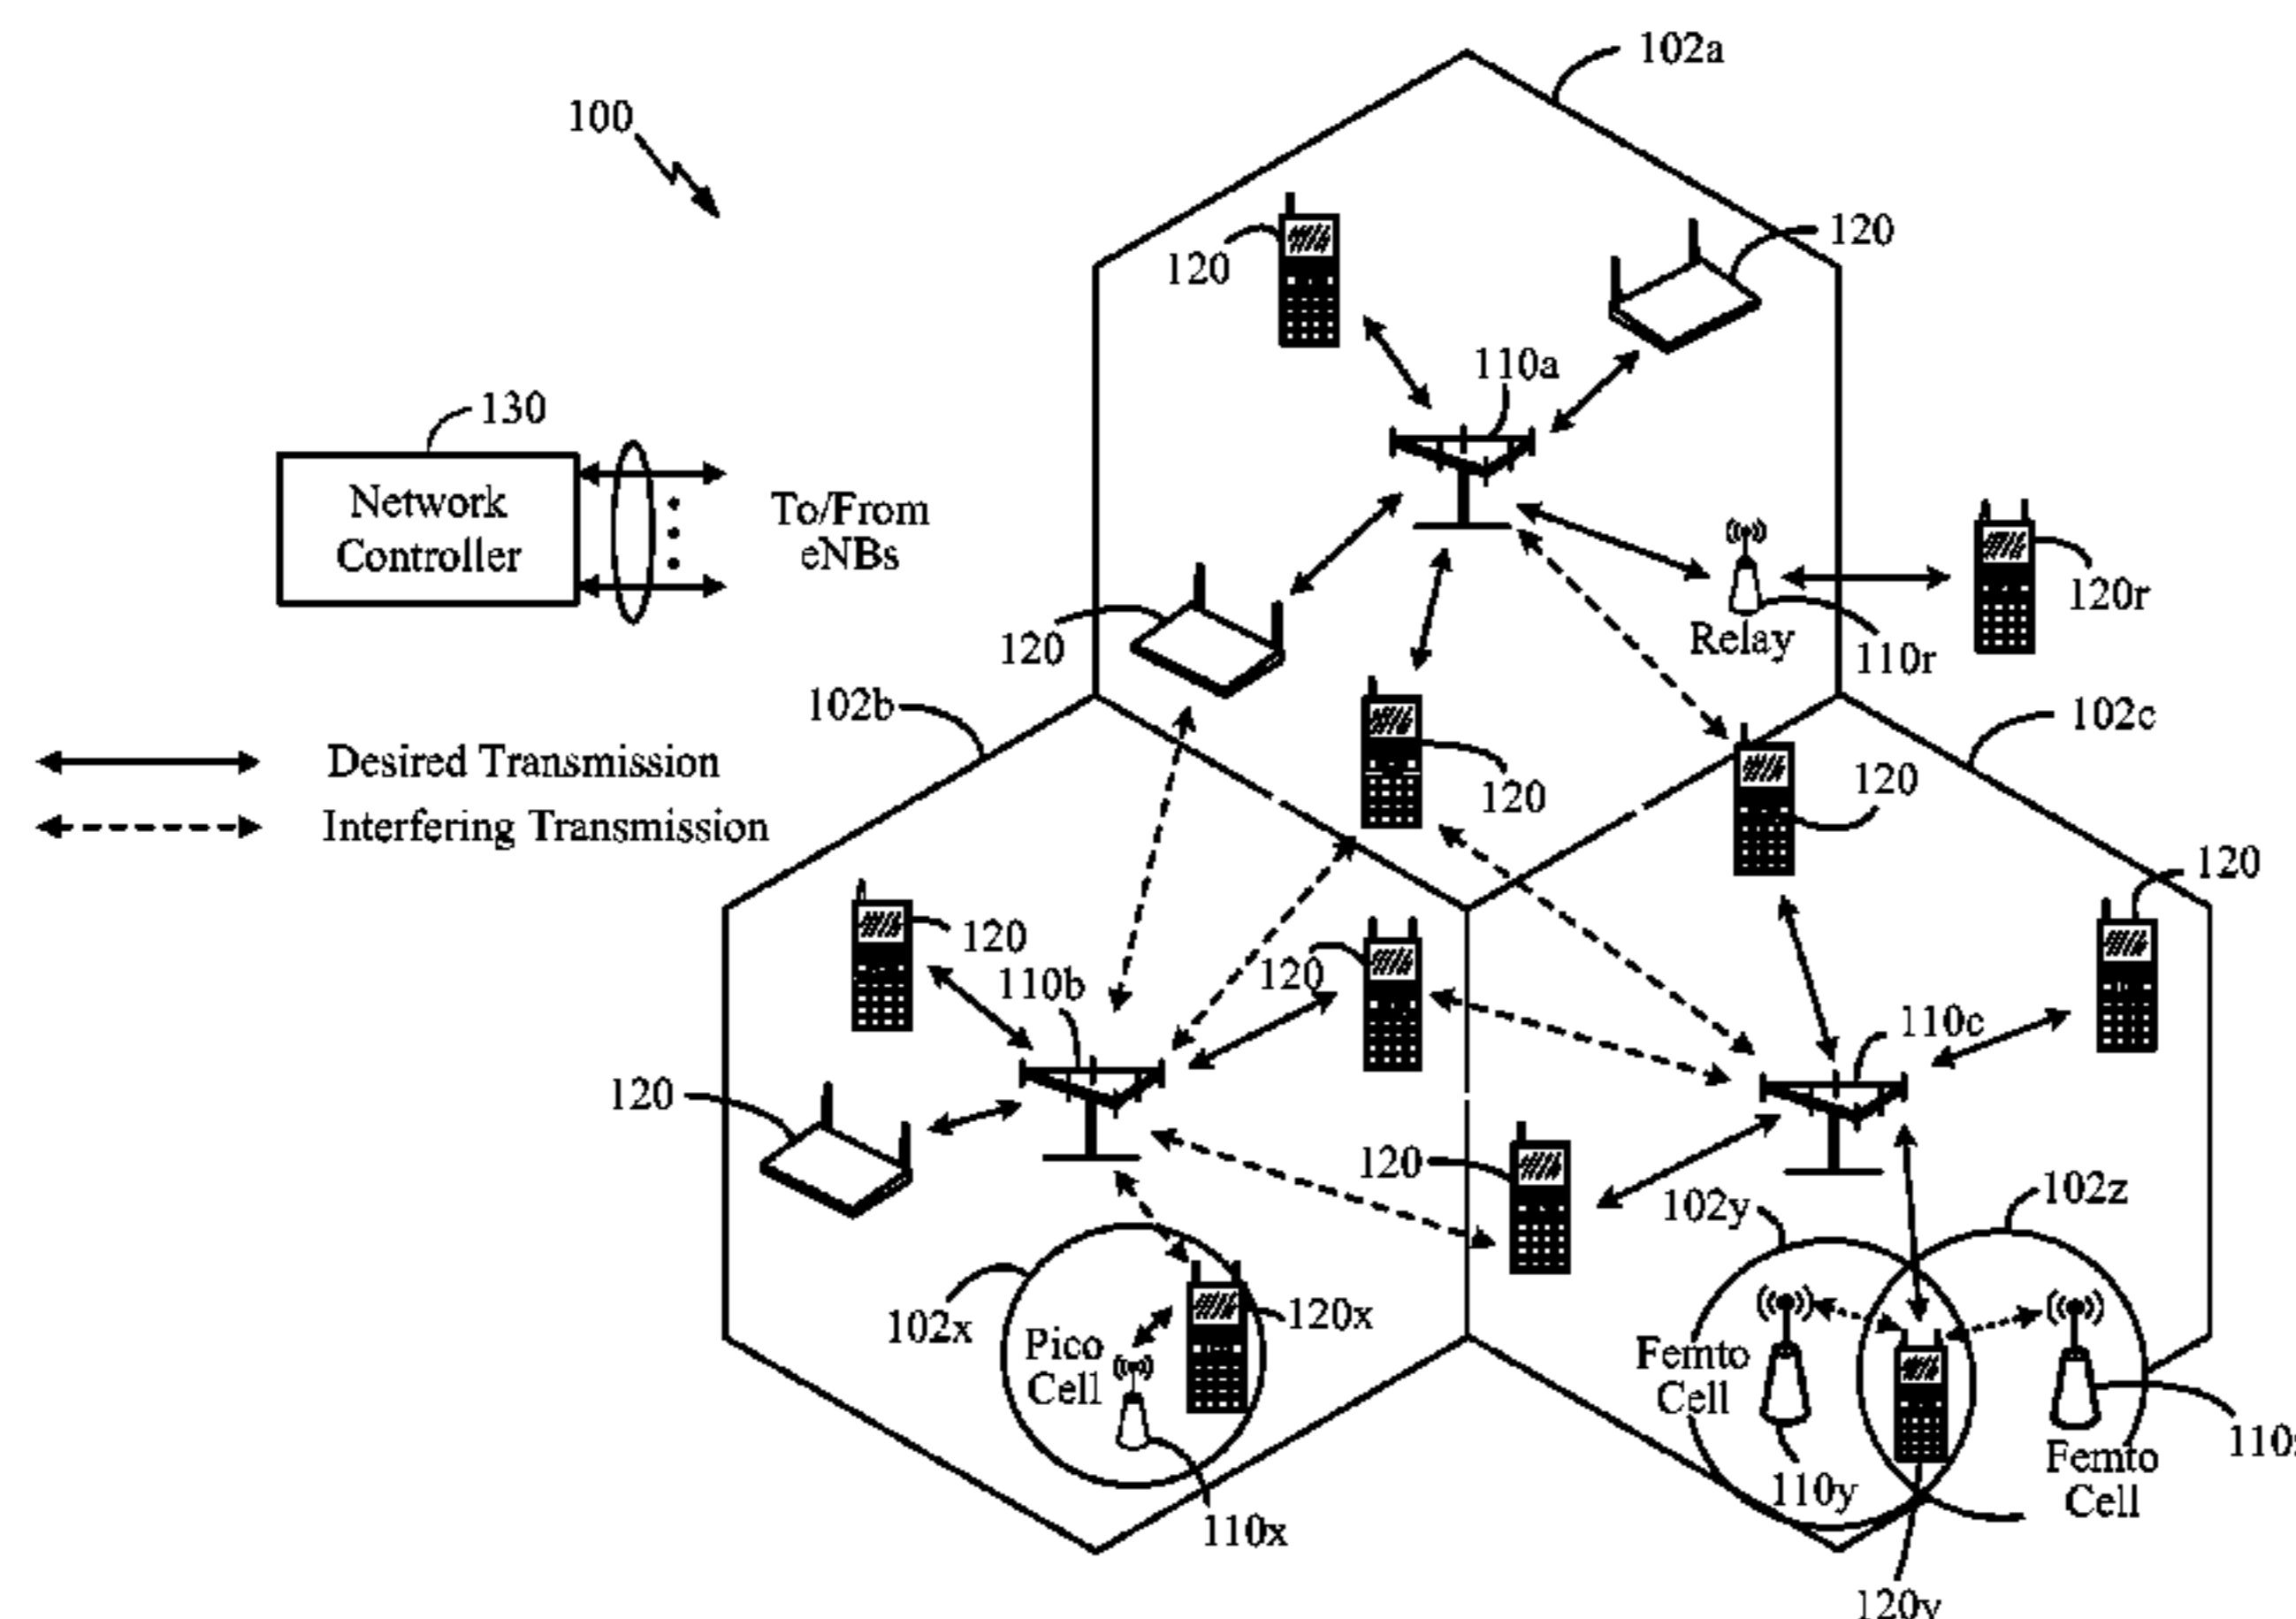 102a
100
120
120
110a
130
Network
Controller
To/From
eNBs
120r
120
Relay
110r
102b
102c
Desired Transmission
120
120
Interfering Transmission
120
120
120
110b
110c
120
120
102y
102z
102x
120x
Pico
Cell
Femto
Cell
110y
Femto
Cell
110x